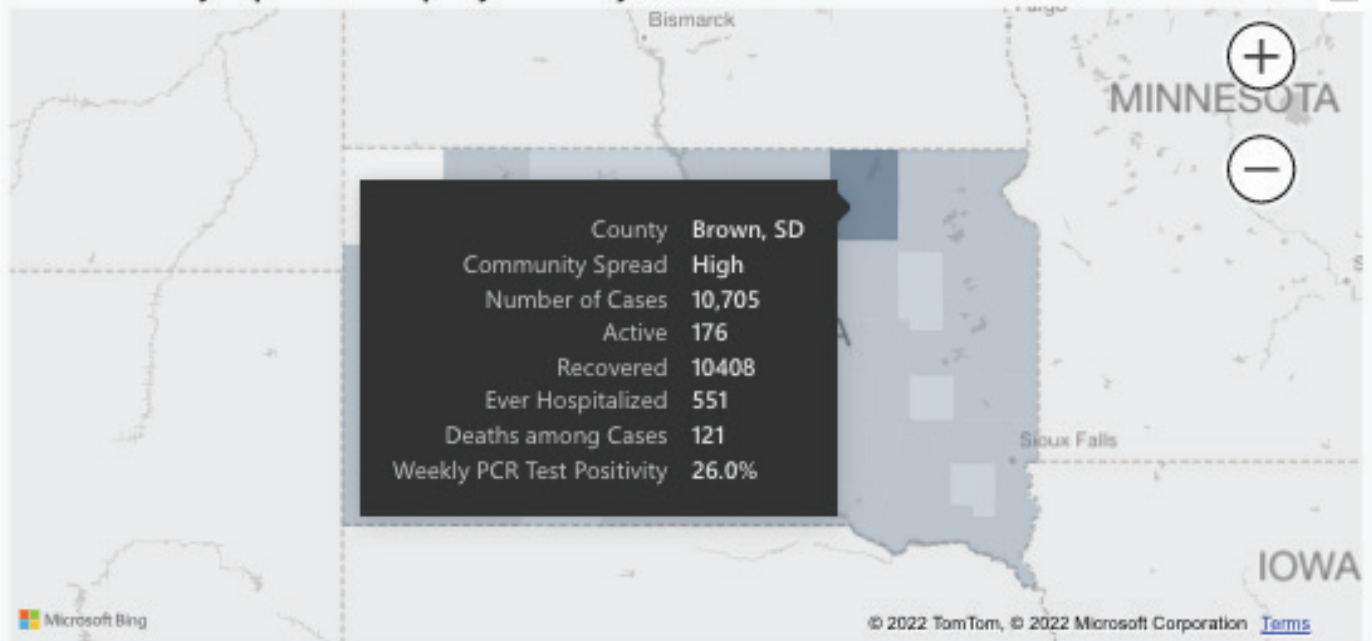 Bismarck
MINNESOTA
County Brown, SD
Community Spread High
Number of Cases 10,705
Active 176
Recovered 10408
Ever Hospitalized 551
Deaths among Cases 121
Weekly PCR Test Positivity 26.0%
A
Sioux Falls
IOWA
Microsoft Bing
© 2022 TomTom, © 2022 Microsoft Corporation Terms